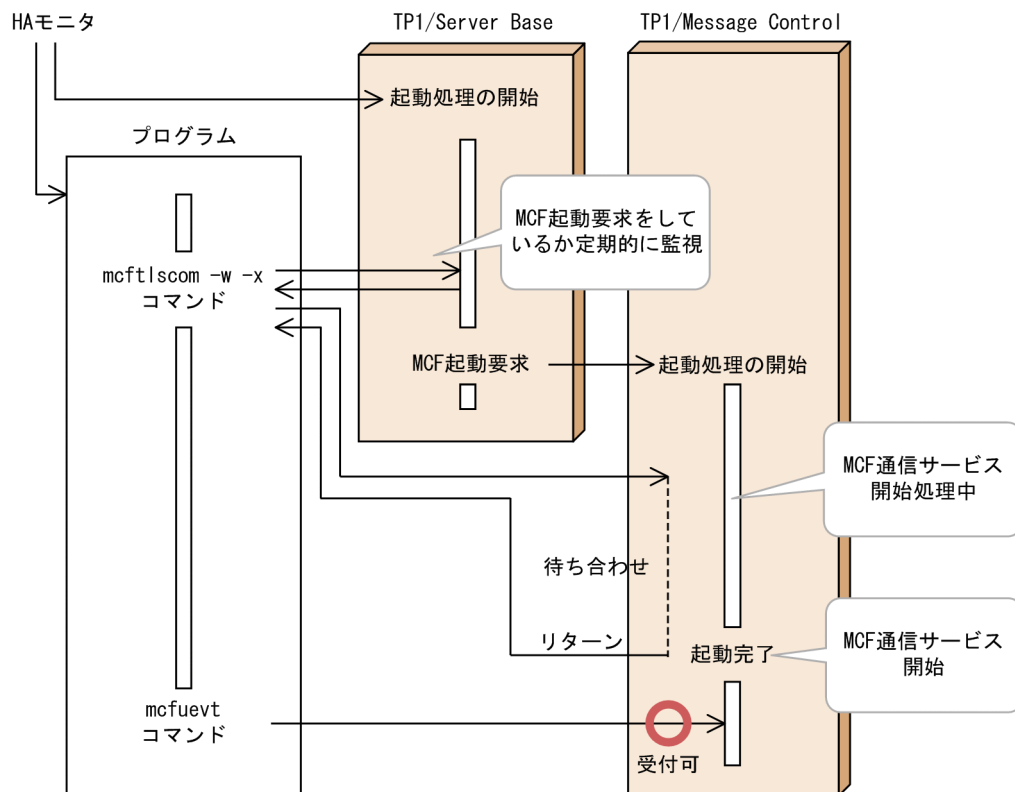 HAモニタ
TP1/Server Base
TP1/Message Control
起動処理の開始
プログラム
MCF起動要求をして
いるか定期的に監視
mcftlscom -w -x
コマンド
MCF起動要求
起動処理の開始
MCF通信サービス
開始処理中
待ち合わせ
リターン
起動完了
MCF通信サービス
開始
mcfuevt
コマンド
受付可